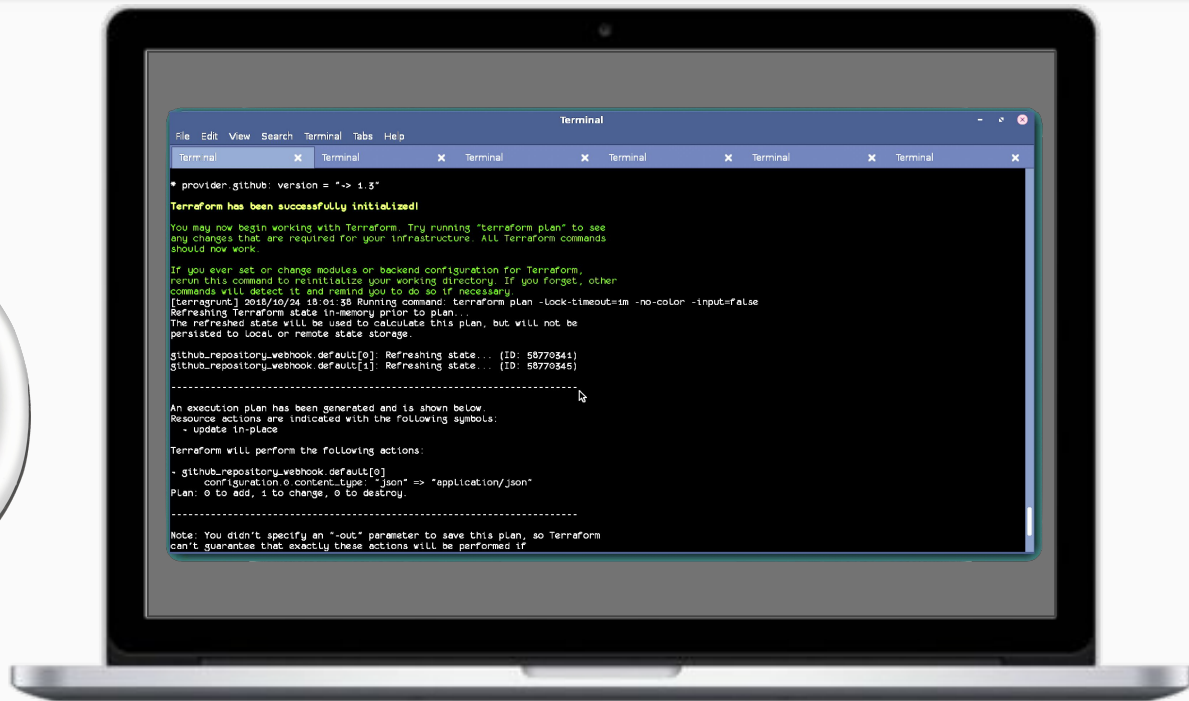 Terminal
File Edit View Search Terminal Tabs Help
Terminal Terminal Terminal Terminal Terminal Terminal
* provider.github: version = "~> 1.3"
Terraform has been successfully initialized!
You may now begin working with Terraform. Try running "terraform plan" to see
any changes that are required for your infrastructure. All Terraform commands
should now work.
If you ever set or change modules or backend configuration for Terraform,
rerun this command to reinitialize your working directory. If you forget, other
commands will detect it and remind you to do so if necessary.
[terragrunt] 2018/10/24 18:01:38 Running command: terraform plan -lock-timeout=1m -no-color -input=false
Refreshing Terraform state in-memory prior to plan...
The refreshed state will be used to calculate this plan, but will not be
persisted to local or remote state storage.
github_repository_webhook.default[0]: Refreshing state... (ID: 58770341)
github_repository_webhook.default[1]: Refreshing state... (ID: 58770345)
------------------------------------------------------------------------
An execution plan has been generated and is shown below.
Resource actions are indicated with the following symbols:
~ update in-place
Terraform will perform the following actions:
~ github_repository_webhook.default[0]
configuration.0.content_type: "json" => "application/json"
Plan: 0 to add, 1 to change, 0 to destroy.
------------------------------------------------------------------------
Note: You didn't specify an "-out" parameter to save this plan, so Terraform
can't guarantee that exactly these actions will be performed if